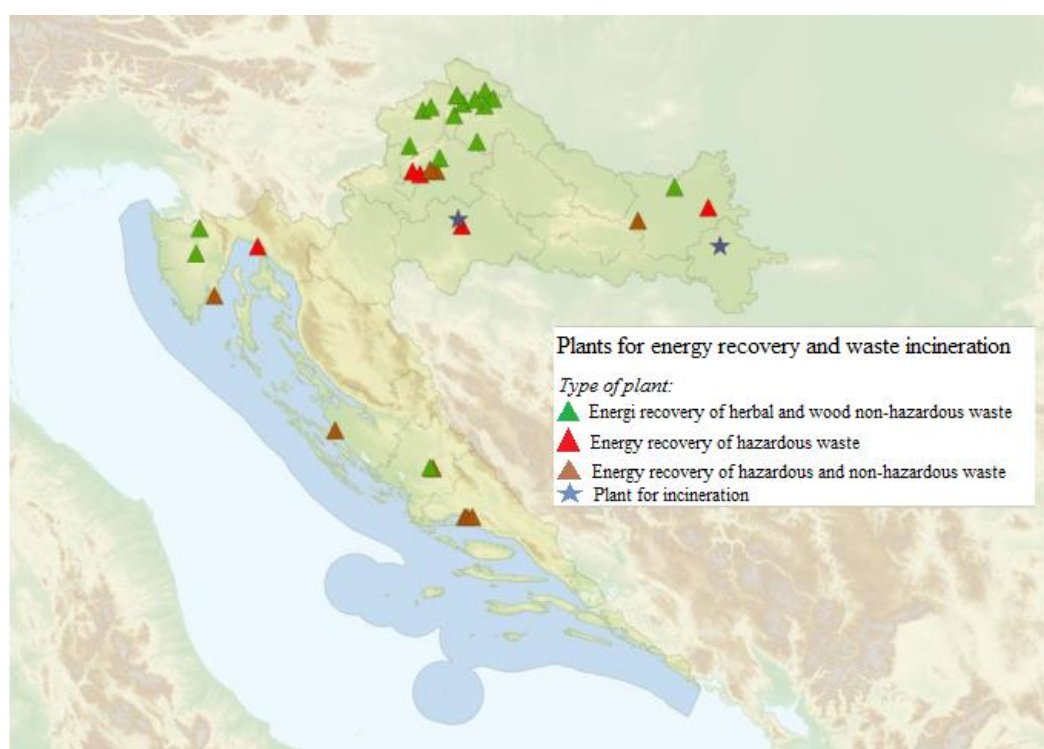 Plants for energy recovery and waste incineration
Type of plant:
Energi recovery of herbal and wood non-hazardous waste
Energy recovery of hazardous waste
Energy recovery of hazardous and non-hazardous waste
Plant for incineration